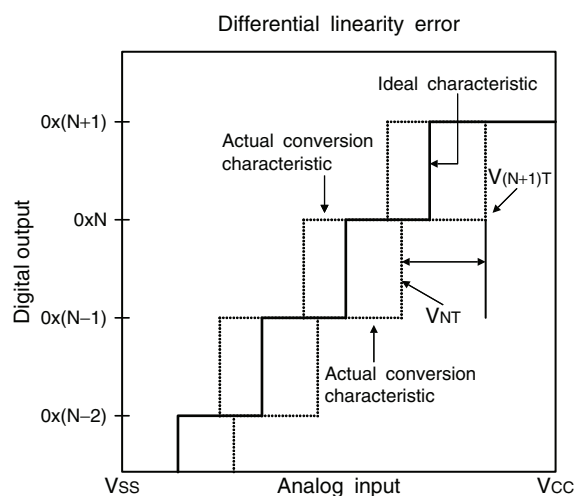 Differential linearity error
Ideal characteristic
0x(N+1)
Actual conversion
characteristic
V(N+1)T
0xN
Digital output
0x(N−1)
VNT
Actual conversion
characteristic
0x(N−2)
VSS
Analog input
VCC